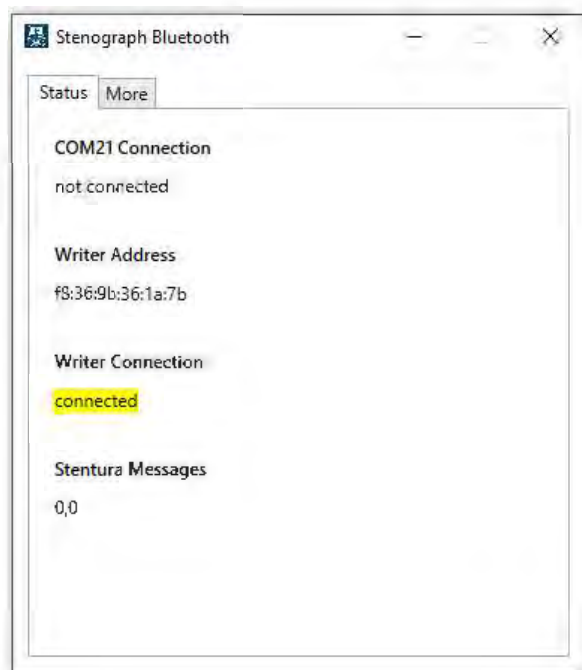 Stenograph Bluetooth
Status More
COM21 Connection
not connected
Writer Address
f8:36:9b:36:1a:7b
Writer Connection
connected
Stentura Messages
0,0